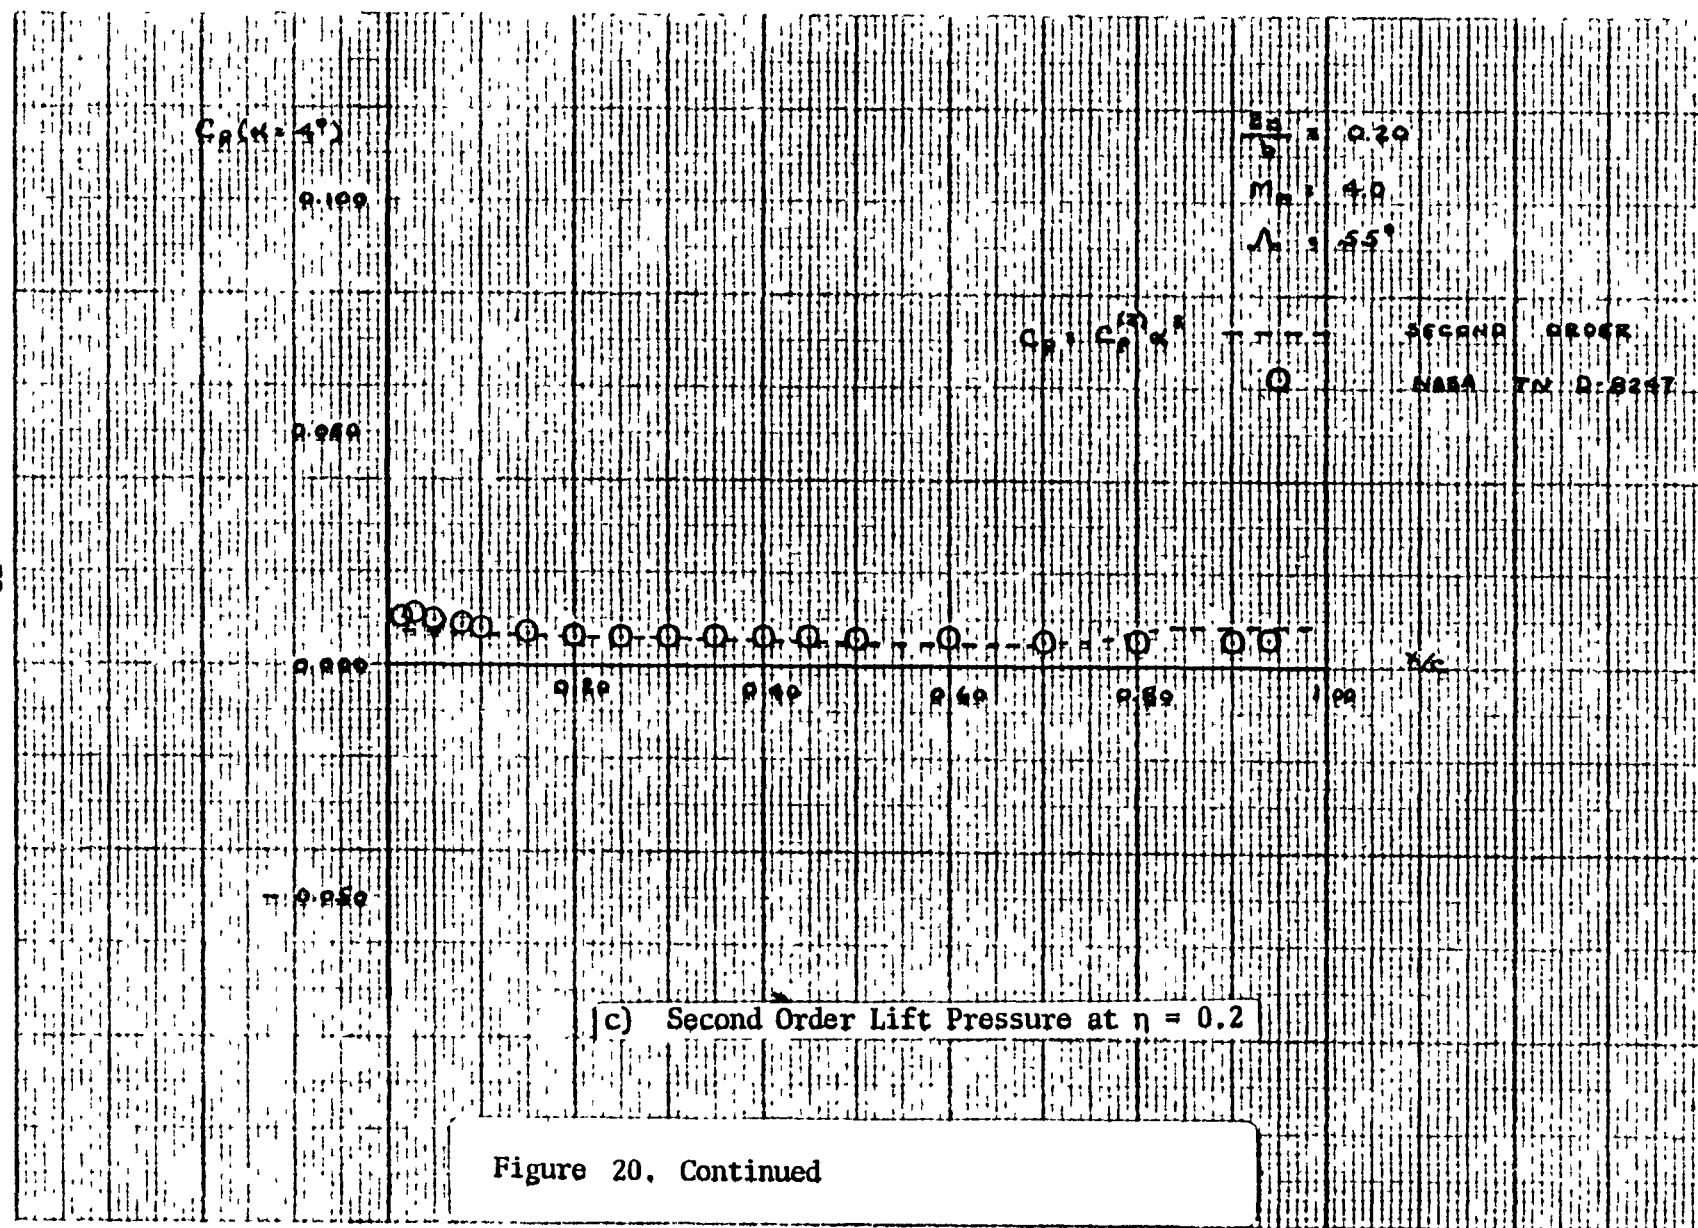 Cp(α = 4°)
0.100
0.050
0.000
- 0.050
0.20
0.40
0.60
0.80
1.00
x/c
= 0.20
M∞ = 4.0
Λ = 55°
Cp = Cp(2) α²
SECOND ORDER
NASA TN D-8247
c) Second Order Lift Pressure at η = 0.2
Figure 20. Continued